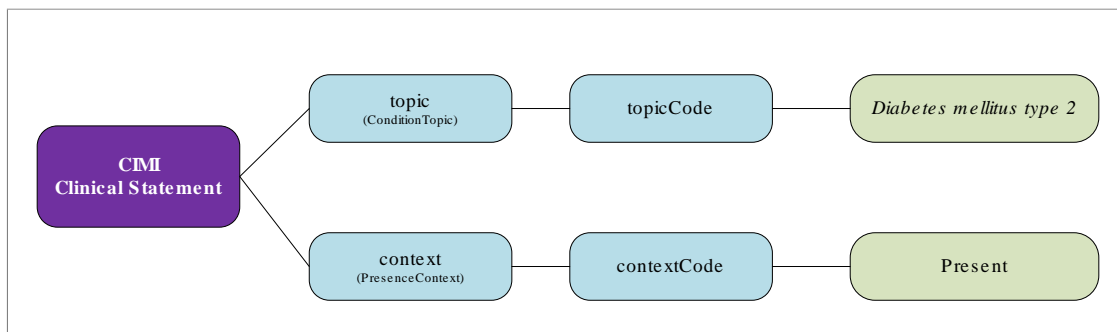 CIMI
Clinical Statement
topic
(ConditionTopic)
topicCode
Diabetes mellitus type 2
context
(PresenceContext)
contextCode
Present